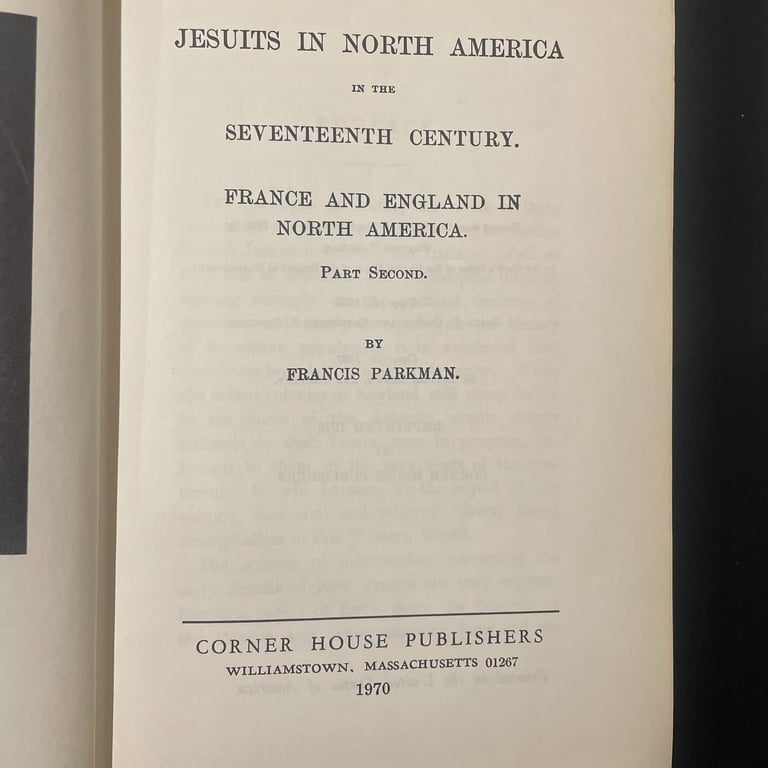 JESUITS IN NORTH AMERICA
IN THE
SEVENTEENTH CENTURY.
FRANCE AND ENGLAND IN
NORTH AMERICA.
PART SECOND.
BY
FRANCIS PARKMAN.
CORNER HOUSE PUBLISHERS
WILLIAMSTOWN, MASSACHUSETTS 01267
1970